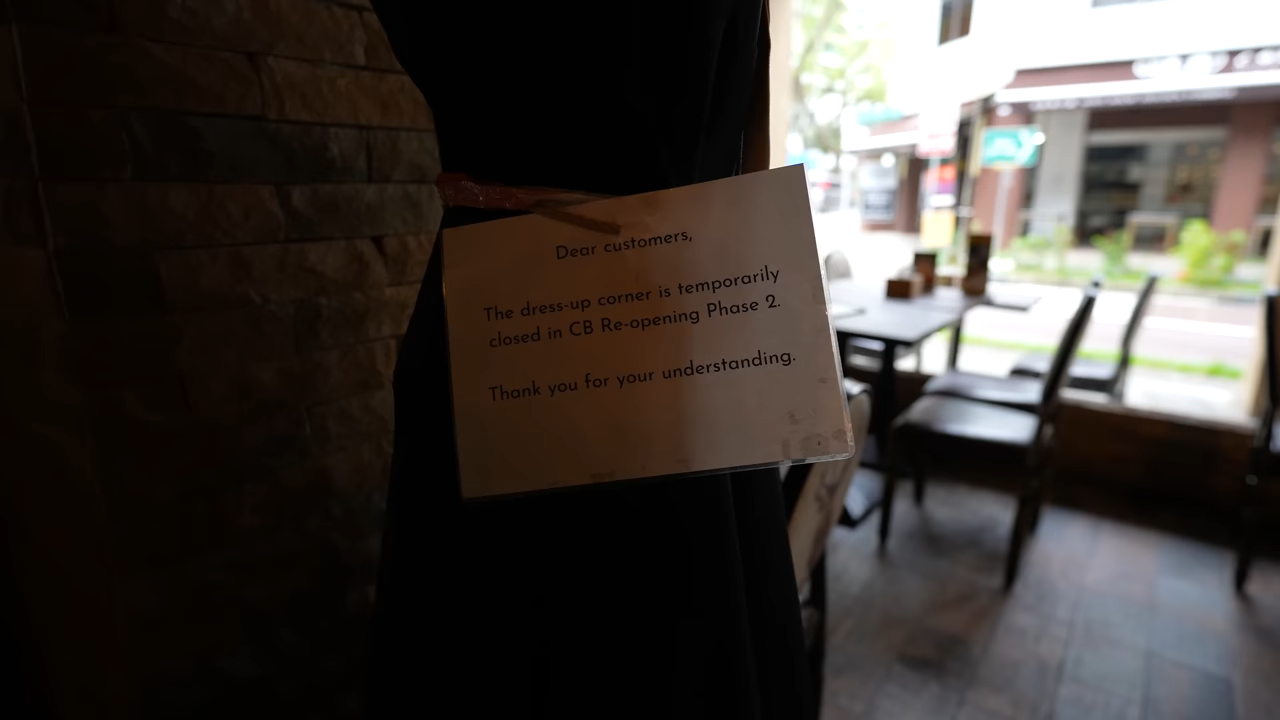 Dear customers,
The dress-up corner is temporarily
closed in CB Re-opening Phase 2.
Thank you for your understanding.